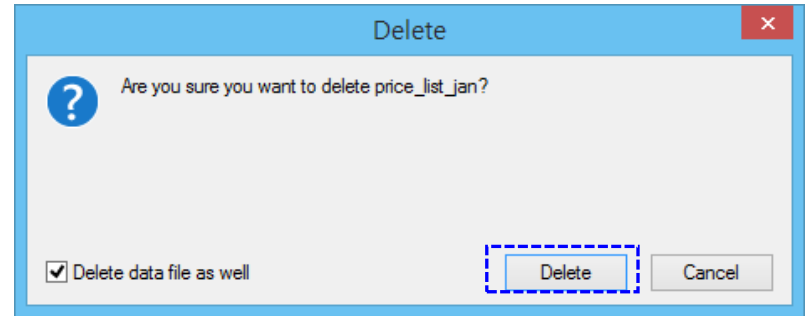 Delete
Are you sure you want to delete price_list_jan?
Delete data file as well
Delete
Cancel